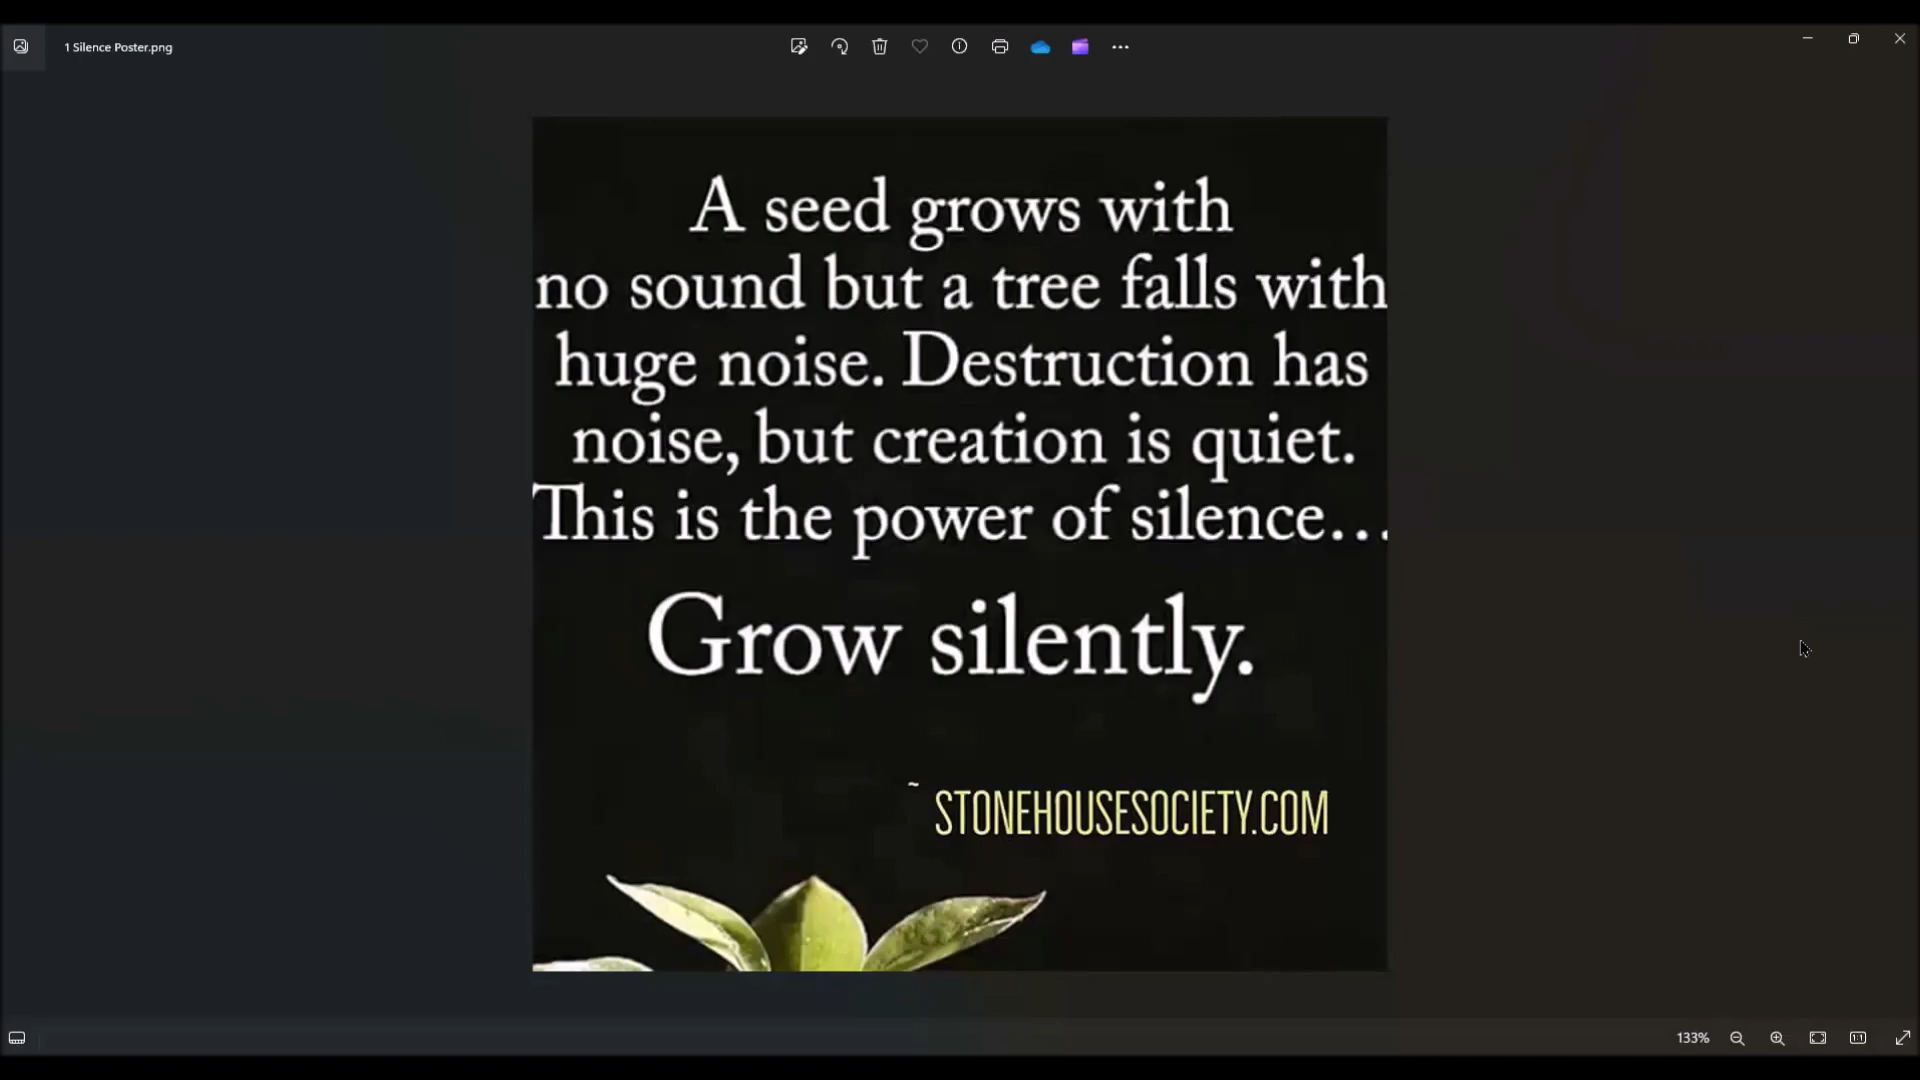 1 Silence Poster.png
A seed grows with
no sound but a tree falls with
huge noise. Destruction has
noise, but creation is quiet.
This is the power of silence...
Grow silently.
~ STONEHOUSESOCIETY.COM
133%